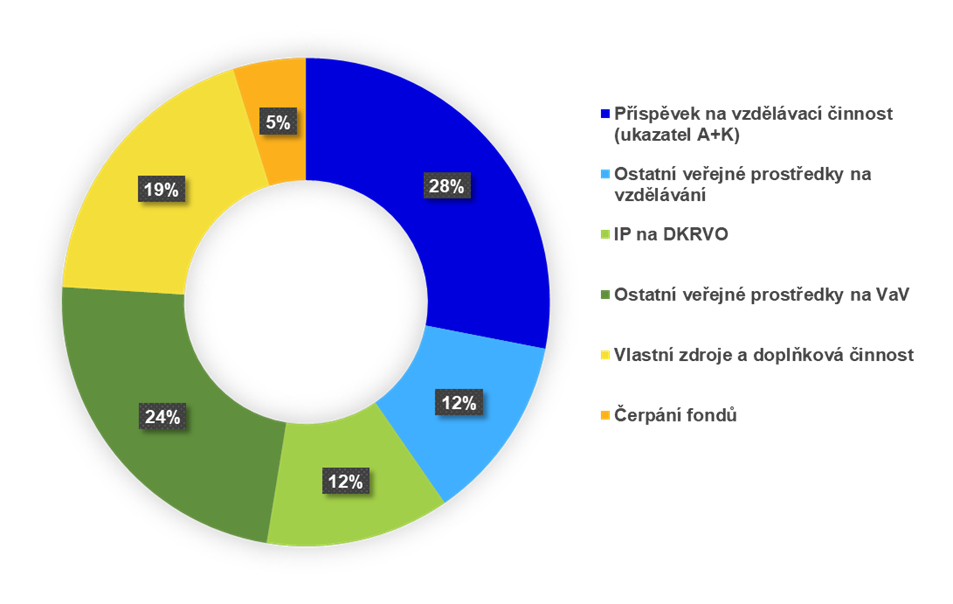 5%
28%
19%
12%
24%
12%
Příspěvek na vzdělávací činnost
(ukazatel A+K)
Ostatní veřejné prostředky na
vzdělávání
IP na DKRVO
Ostatní veřejné prostředky na VaV
Vlastní zdroje a doplňková činnost
Čerpání fondů